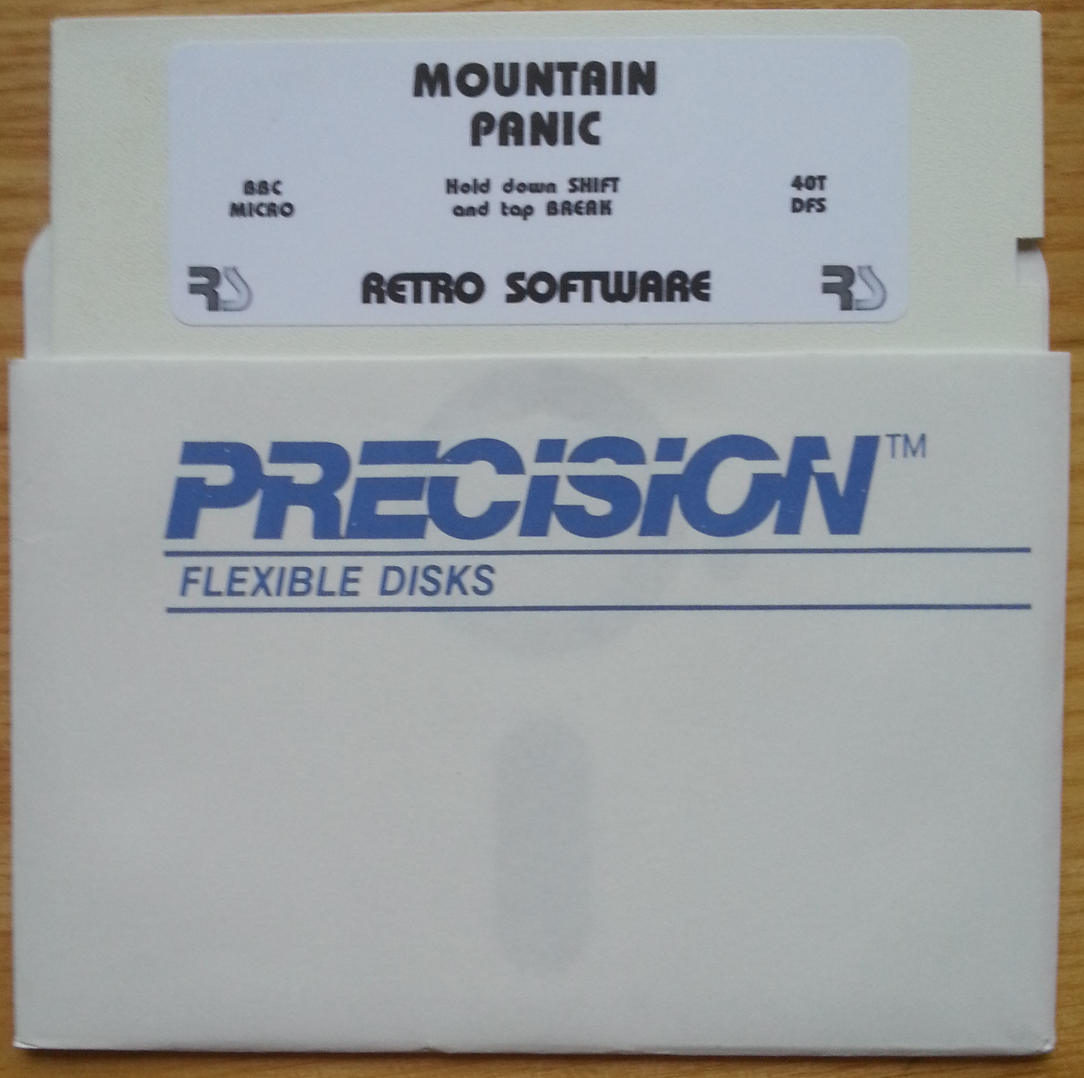 MOUNTAIN
PANIC
BBC
MICRO
Hold down SHIFT
and tap BREAK
40T
DFS
RS RETRO SOFTWARE RS
PRECISION™
FLEXIBLE DISKS